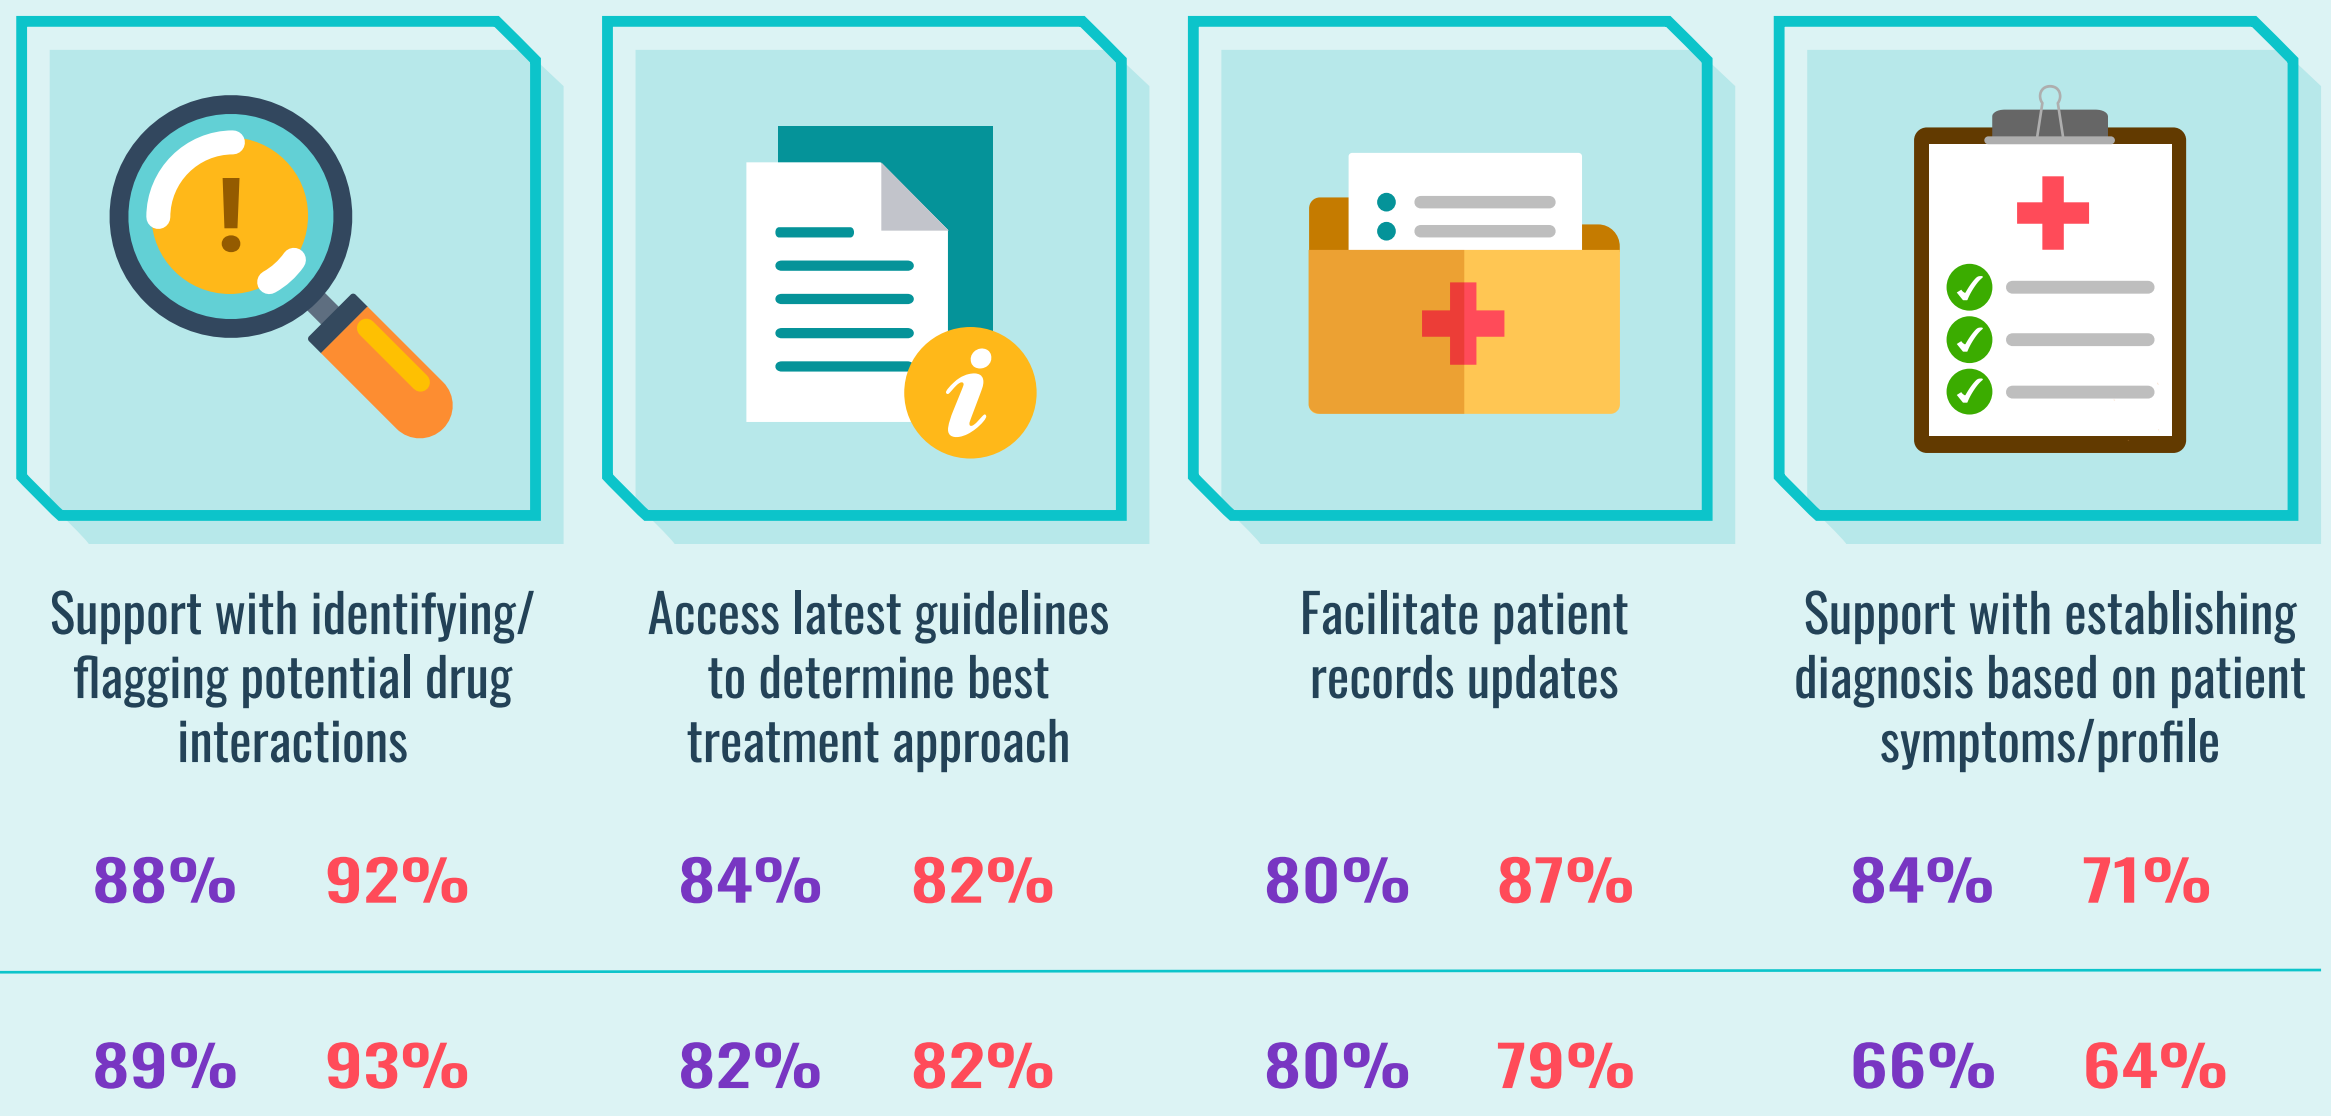 !
i
Support with identifying/
flagging potential drug
interactions
Access latest guidelines
to determine best
treatment approach
Facilitate patient
records updates
Support with establishing
diagnosis based on patient
symptoms/profile
88% 92% 84% 82% 80% 87% 84% 71%
89% 93% 82% 82% 80% 79% 66% 64%